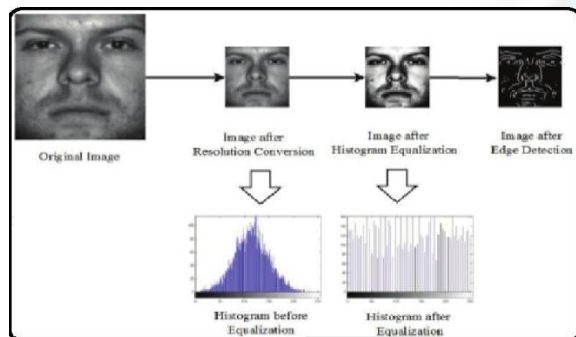 Original Image
Image after
Resolution Conversion
Image after
Histogram Equalization
Image after
Edge Detection
Histogram before
Equalization
Histogram after
Equalization